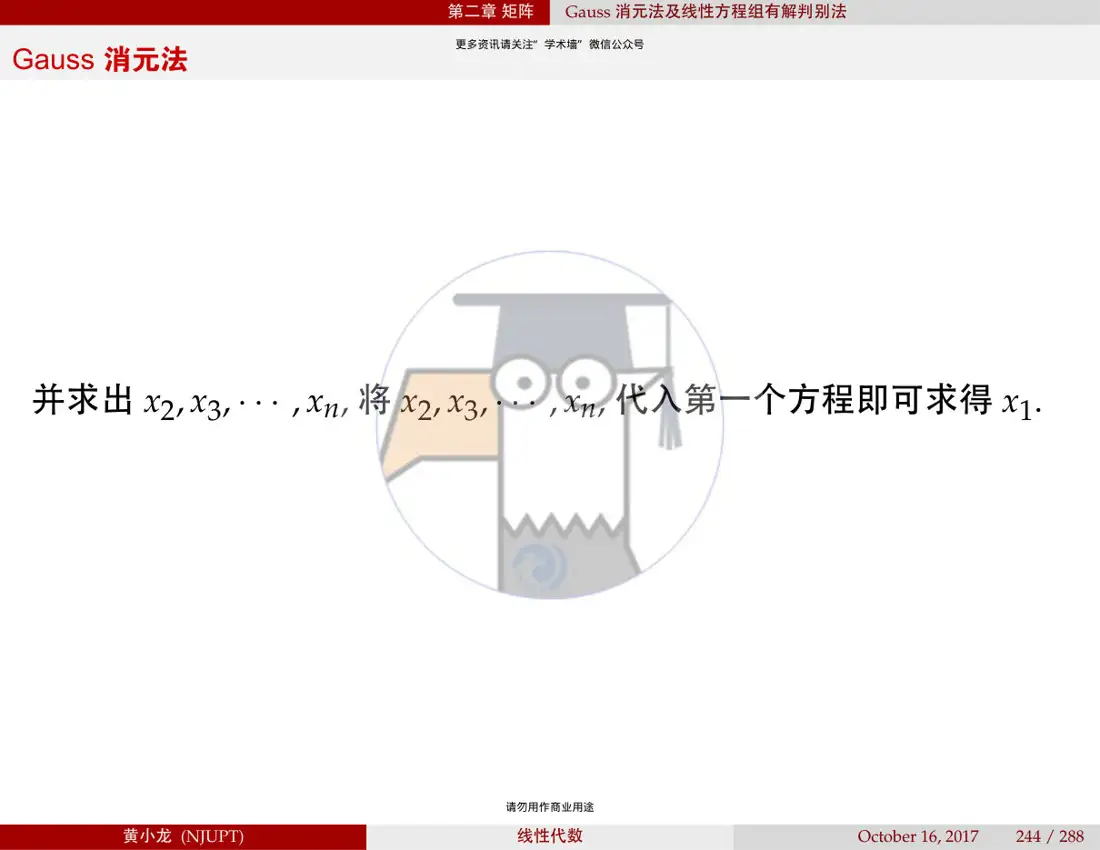 第二章 矩阵
Gauss 消元法及线性方程组有解判别法
更多资讯请关注“学术墙”微信公众号
Gauss 消元法
并求出 x₂, x₃, ⋯ , xₙ, 将 x₂, x₃, ⋯ , xₙ, 代入第一个方程即可求得 x₁.
请勿用作商业用途
黄小龙 (NJUPT)
线性代数
October 16, 2017
244 / 288